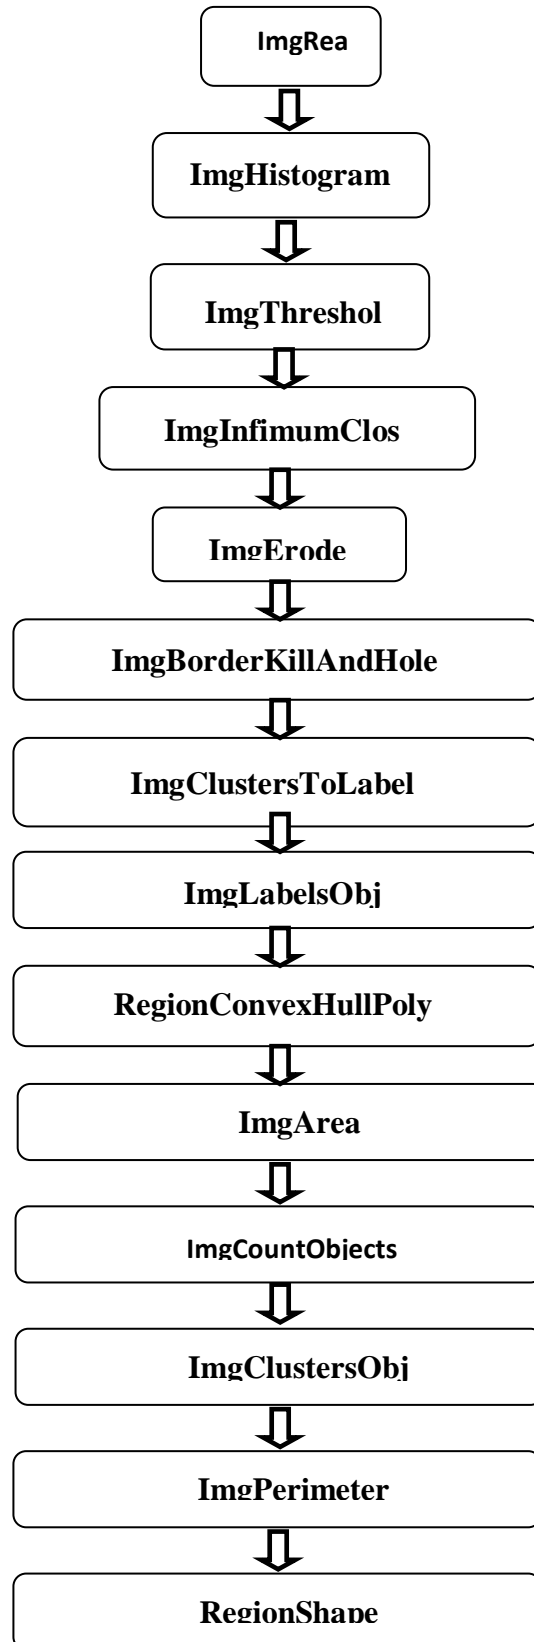 ImgRea
ImgHistogram
ImgThreshol
ImgInfimumClos
ImgErode
ImgBorderKillAndHole
ImgClustersToLabel
ImgLabelsObj
RegionConvexHullPoly
ImgArea
ImgCountObjects
ImgClustersObj
ImgPerimeter
RegionShape